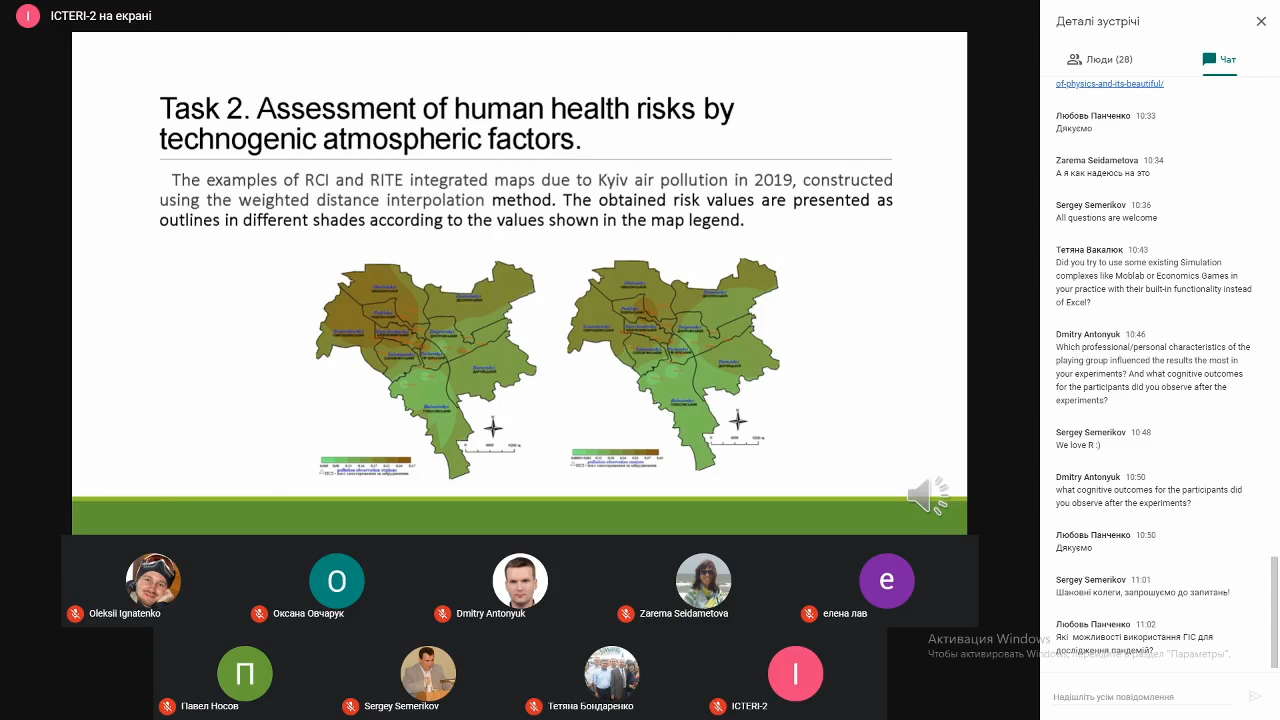 I ICTERI-2 на екрані
Task 2. Assessment of human health risks by
technogenic atmospheric factors.
The examples of RCI and RITE integrated maps due to Kyiv air pollution in 2019, constructed
using the weighted distance interpolation method. The obtained risk values are presented as
outlines in different shades according to the values shown in the map legend.
pollution observation stations
pollution observation stations
Oleksii Ignatenko
О
Оксана Овчарук
Dmitry Antonyuk
Zarema Seidametova
е
елена лав
П
Павел Носов
Sergey Semerikov
Тетяна Бондаренко
I
ICTERI-2
Деталі зустрічі
Люди (28)
Чат
of-physics-and-its-beautiful/
Любовь Панченко 10:33
Дякуємо
Zarema Seidametova 10:34
А я как надеюсь на это
Sergey Semerikov 10:36
All questions are welcome
Тетяна Вакалюк 10:43
Did you try to use some existing Simulation
complexes like Moblab or Economics Games in
your practice with their built-in functionality instead
of Excel?
Dmitry Antonyuk 10:46
Which professional/personal characteristics of the
playing group influenced the results the most in
your experiments? And what cognitive outcomes
for the participants did you observe after the
experiments?
Sergey Semerikov 10:48
We love R :)
Dmitry Antonyuk 10:50
what cognitive outcomes for the participants did
you observe after the experiments?
Любовь Панченко 10:50
Дякуємо
Sergey Semerikov 11:01
Шановні колеги, запрошуємо до запитань!
Любовь Панченко 11:02
Які можливості використання ГІС для
дослідження пандемій?
Активация Windows
Чтобы активировать Windows, перейдите в раздел "Параметры".
Надішліть усім повідомлення